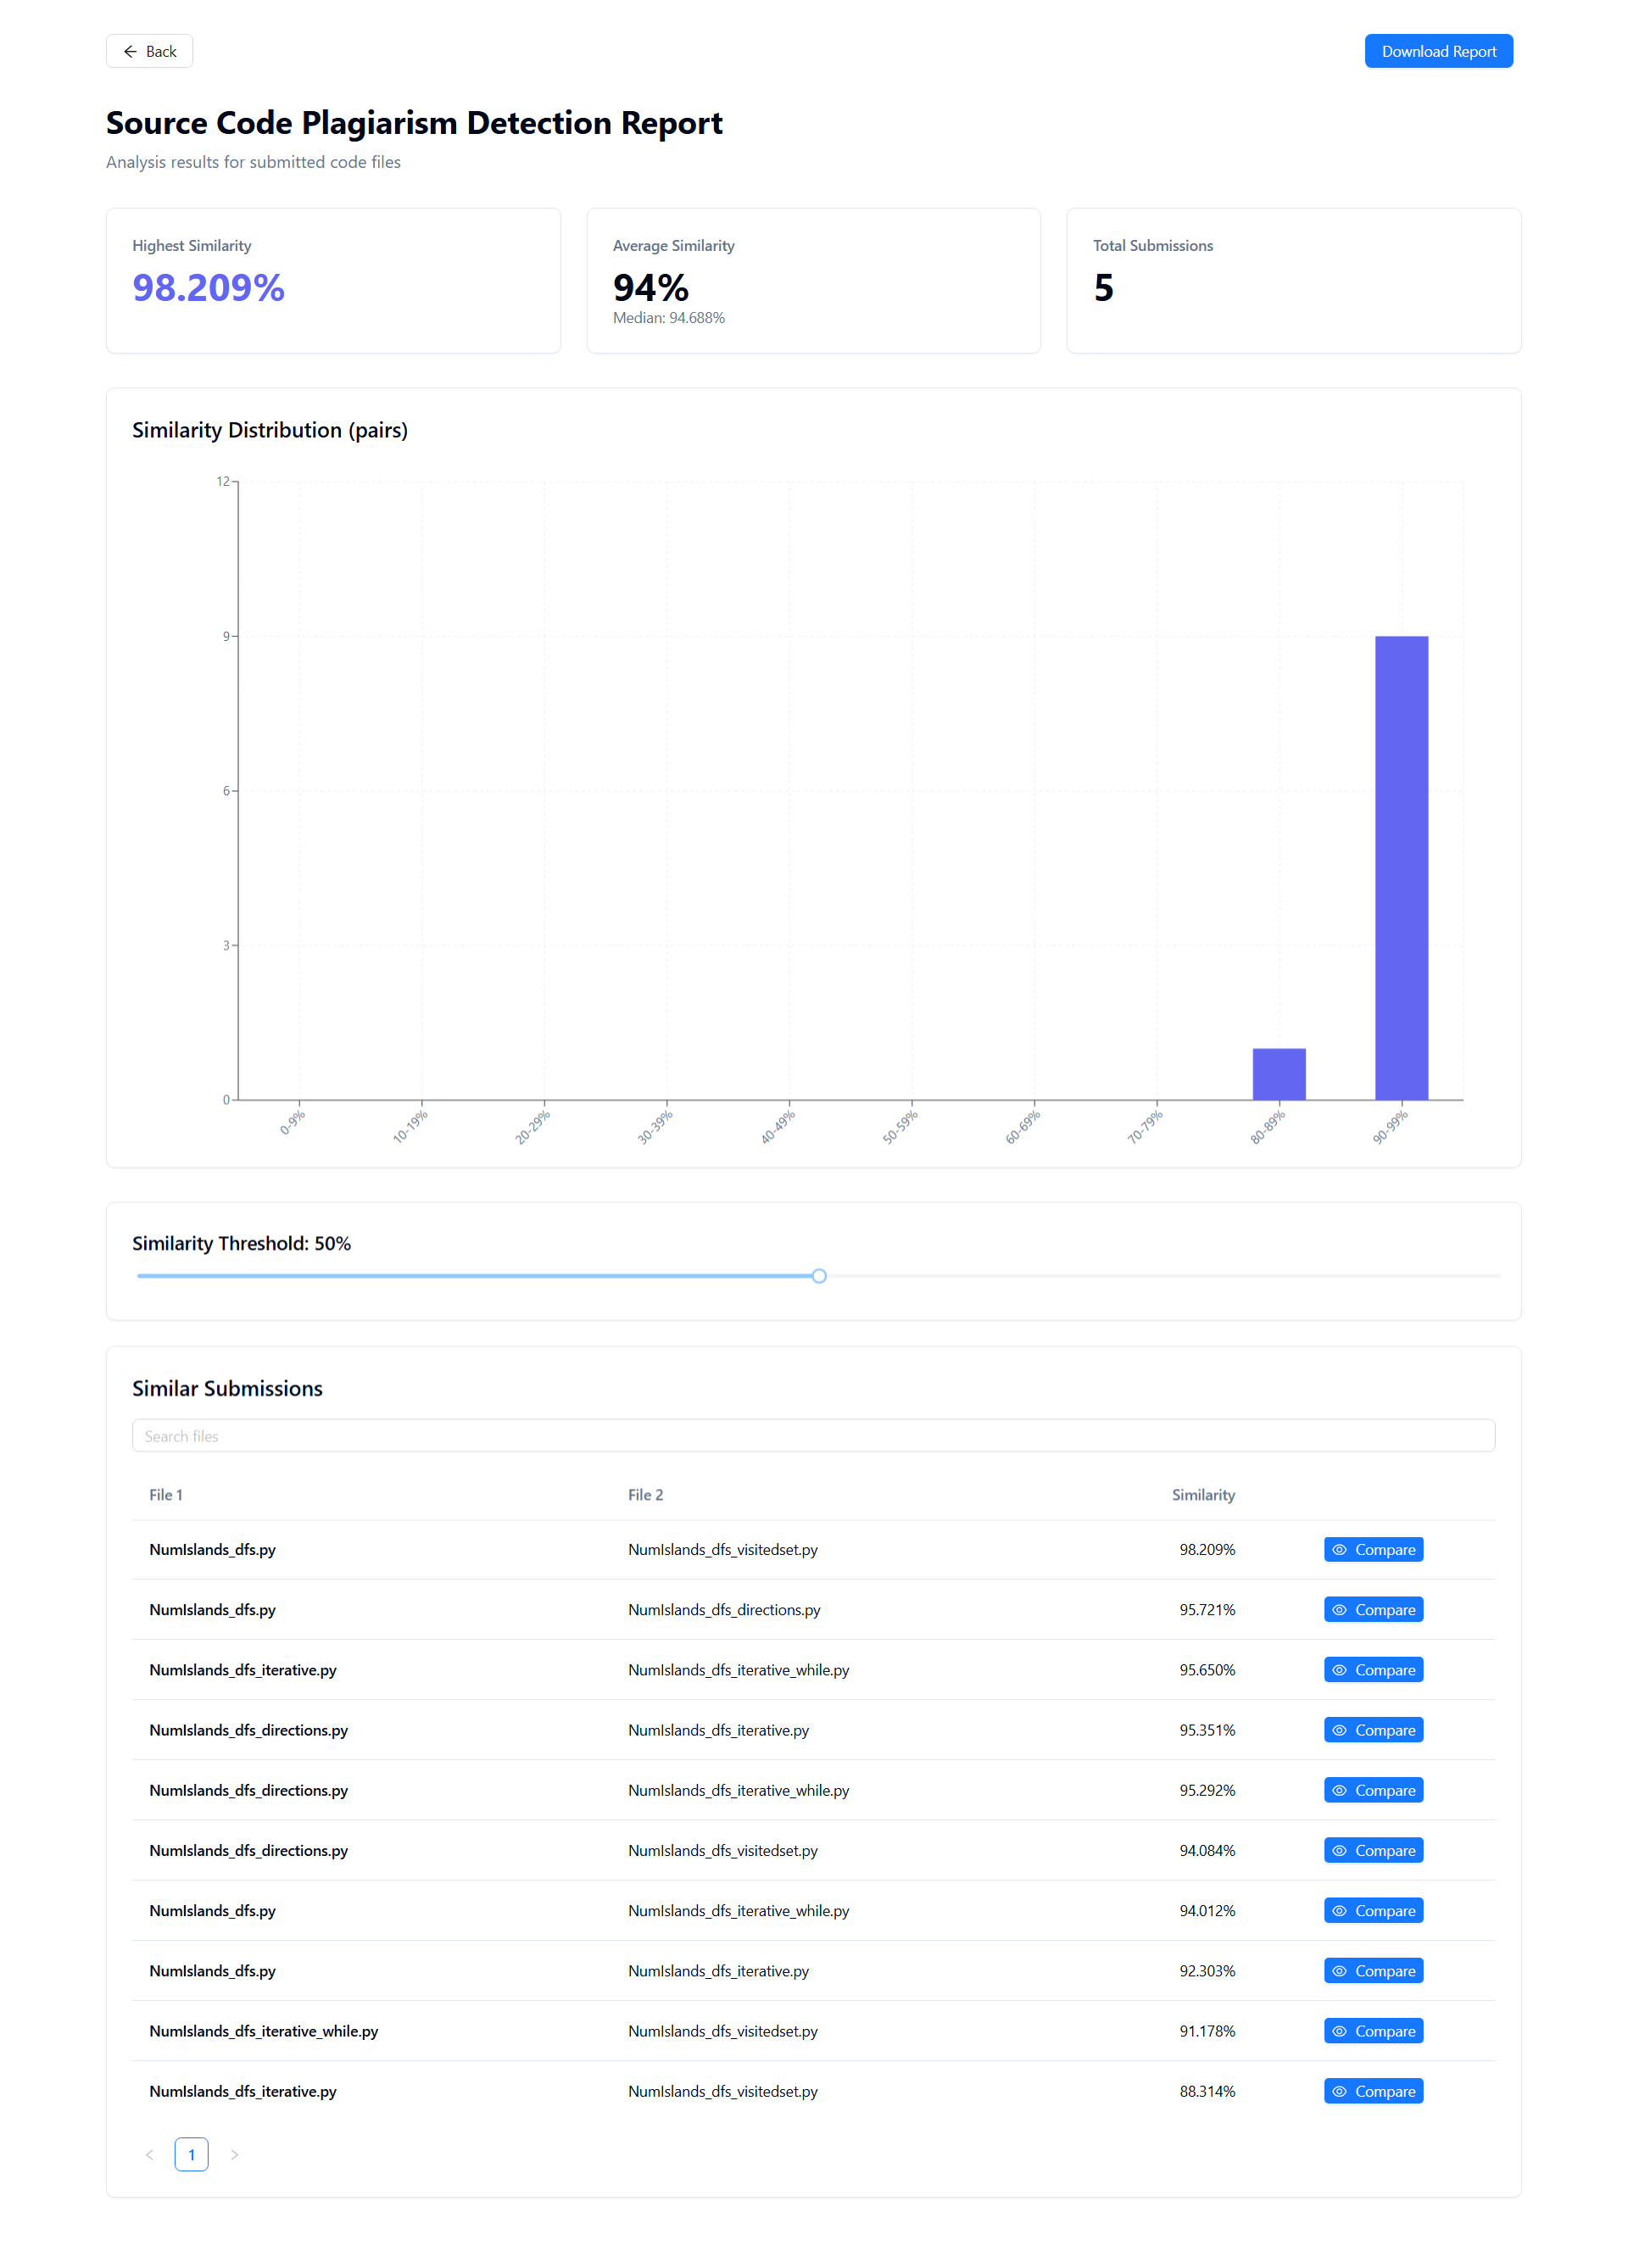 Back
Download Report
Source Code Plagiarism Detection Report
Analysis results for submitted code files
Highest Similarity
98.209%
Average Similarity
94%
Median: 94.688%
Total Submissions
5
Similarity Distribution (pairs)
12
9
6
3
0
0-9%
10-19%
20-29%
30-39%
40-49%
50-59%
60-69%
70-79%
80-89%
90-99%
Similarity Threshold: 50%
Similar Submissions
Search files
File 1 File 2 Similarity
NumIslands_dfs.py NumIslands_dfs_visitedset.py 98.209% Compare
NumIslands_dfs.py NumIslands_dfs_directions.py 95.721% Compare
NumIslands_dfs_iterative.py NumIslands_dfs_iterative_while.py 95.650% Compare
NumIslands_dfs_directions.py NumIslands_dfs_iterative.py 95.351% Compare
NumIslands_dfs_directions.py NumIslands_dfs_iterative_while.py 95.292% Compare
NumIslands_dfs_directions.py NumIslands_dfs_visitedset.py 94.084% Compare
NumIslands_dfs.py NumIslands_dfs_iterative_while.py 94.012% Compare
NumIslands_dfs.py NumIslands_dfs_iterative.py 92.303% Compare
NumIslands_dfs_iterative_while.py NumIslands_dfs_visitedset.py 91.178% Compare
NumIslands_dfs_iterative.py NumIslands_dfs_visitedset.py 88.314% Compare
1